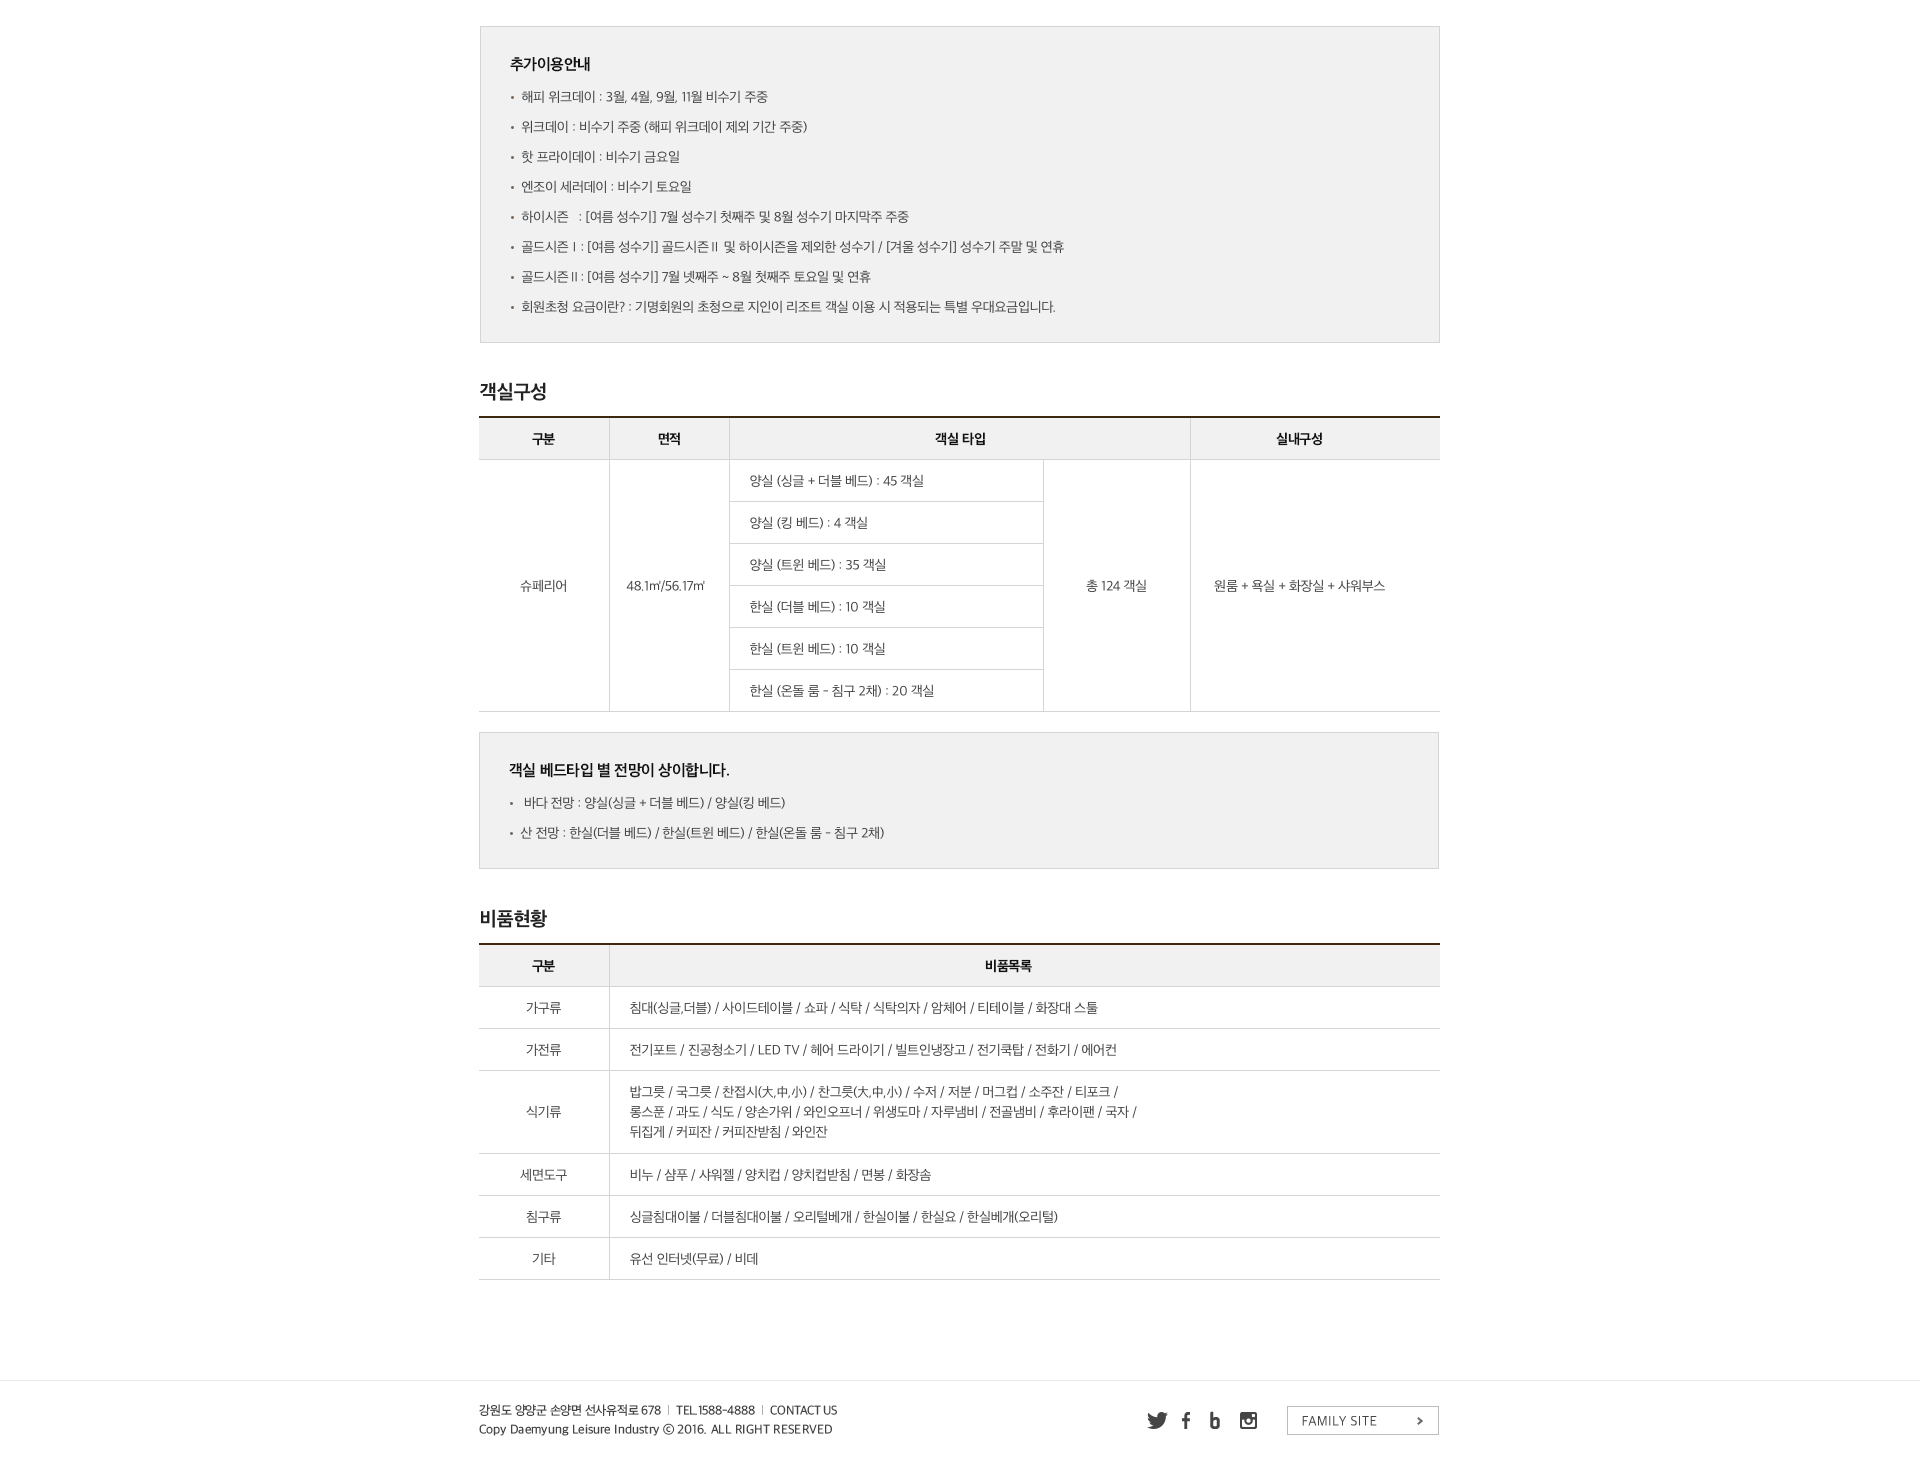 추가이용안내
• 해피 위크데이 : 3월, 4월, 9월, 11월 비수기 주중
• 위크데이 : 비수기 주중 (해피 위크데이 제외 기간 주중)
• 핫 프라이데이 : 비수기 금요일
• 엔조이 세러데이 : 비수기 토요일
• 하이시즌 : [여름 성수기] 7월 성수기 첫째주 및 8월 성수기 마지막주 주중
• 골드시즌Ⅰ: [여름 성수기] 골드시즌Ⅱ 및 하이시즌을 제외한 성수기 / [겨울 성수기] 성수기 주말 및 연휴
• 골드시즌Ⅱ: [여름 성수기] 7월 넷째주 ~ 8월 첫째주 토요일 및 연휴
• 회원초청 요금이란? : 기명회원의 초청으로 지인이 리조트 객실 이용 시 적용되는 특별 우대요금입니다.
객실구성
구분 면적 객실 타입 실내구성
양실 (싱글 + 더블 베드) : 45 객실
양실 (킹 베드) : 4 객실
양실 (트윈 베드) : 35 객실
슈페리어 48.1㎡/56.17㎡ 총 124 객실 원룸 + 욕실 + 화장실 + 샤워부스
한실 (더블 베드) : 10 객실
한실 (트윈 베드) : 10 객실
한실 (온돌 룸 - 침구 2채) : 20 객실
객실 베드타입 별 전망이 상이합니다.
• 바다 전망 : 양실(싱글 + 더블 베드) / 양실(킹 베드)
• 산 전망 : 한실(더블 베드) / 한실(트윈 베드) / 한실(온돌 룸 - 침구 2채)
비품현황
구분 비품목록
가구류 침대(싱글,더블) / 사이드테이블 / 쇼파 / 식탁 / 식탁의자 / 암체어 / 티테이블 / 화장대 스툴
가전류 전기포트 / 진공청소기 / LED TV / 헤어 드라이기 / 빌트인냉장고 / 전기쿡탑 / 전화기 / 에어컨
밥그릇 / 국그릇 / 찬접시(大,中,小) / 찬그릇(大,中,小) / 수저 / 저분 / 머그컵 / 소주잔 / 티포크 /
식기류 롱스푼 / 과도 / 식도 / 양손가위 / 와인오프너 / 위생도마 / 자루냄비 / 전골냄비 / 후라이팬 / 국자 /
뒤집게 / 커피잔 / 커피잔받침 / 와인잔
세면도구 비누 / 샴푸 / 샤워젤 / 양치컵 / 양치컵받침 / 면봉 / 화장솜
침구류 싱글침대이불 / 더블침대이불 / 오리털베개 / 한실이불 / 한실요 / 한실베개(오리털)
기타 유선 인터넷(무료) / 비데
강원도 양양군 손양면 선사유적로 678 | TEL.1588-4888 | CONTACT US
Copy Daemyung Leisure Industry ⓒ 2016. ALL RIGHT RESERVED
FAMILY SITE >